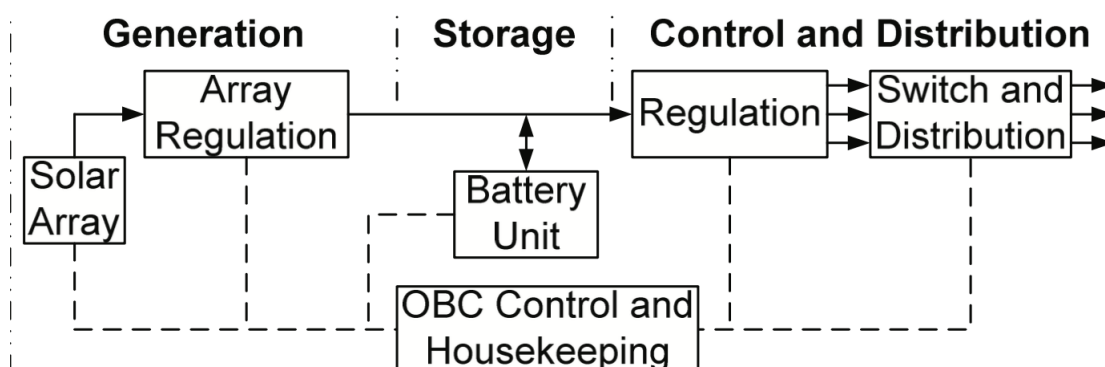 Generation
Storage
Control and Distribution
Array
Regulation
Regulation
Switch and
Distribution
Solar
Array
Battery
Unit
OBC Control and
Housekeeping